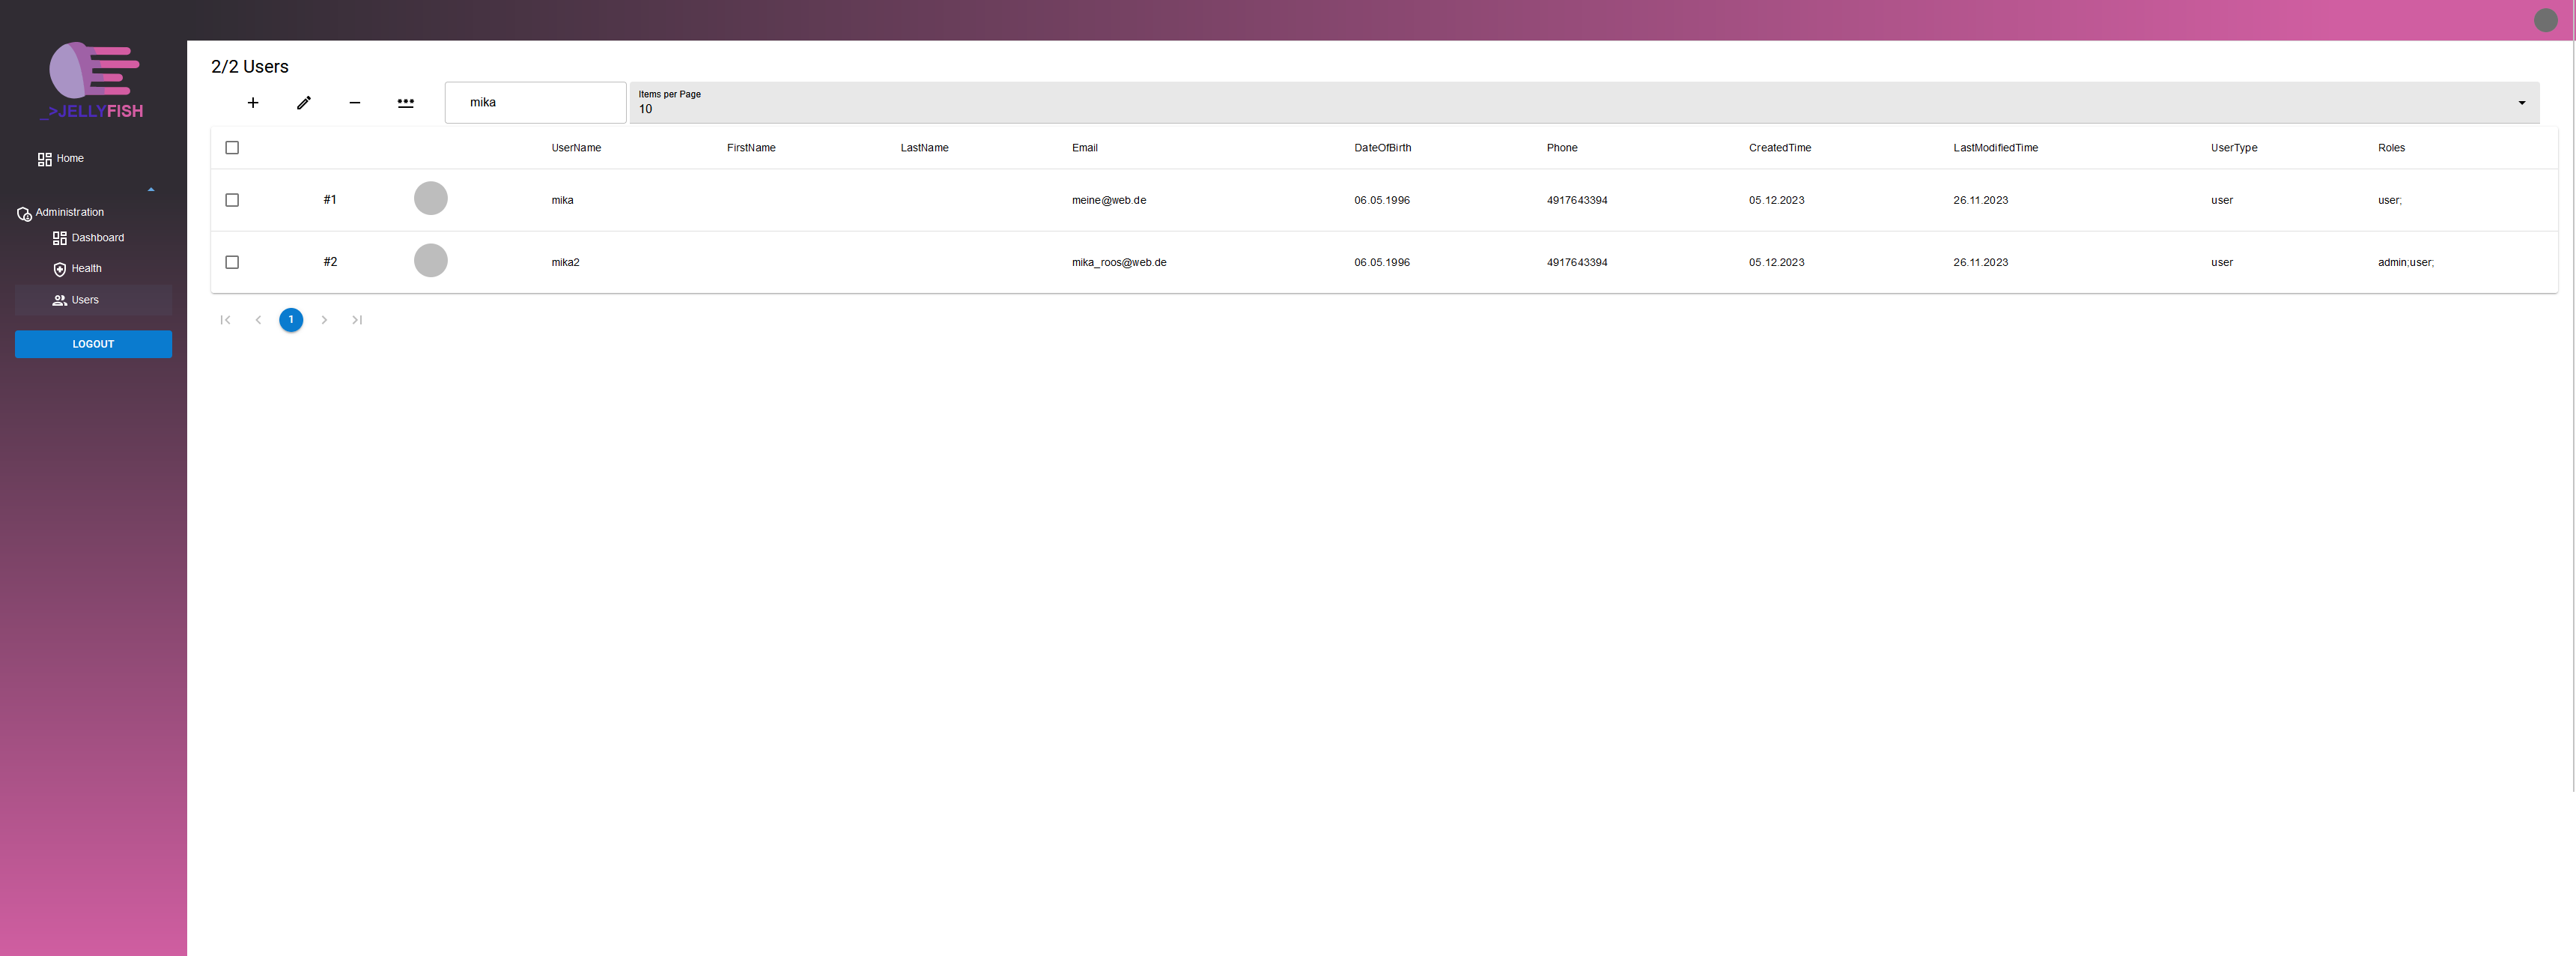 _>JELLYFISH
Home
Administration
Dashboard
Health
Users
LOGOUT
2/2 Users
mika
Items per Page
10
UserName FirstName LastName Email DateOfBirth Phone CreatedTime LastModifiedTime UserType Roles
#1 mika meine@web.de 06.05.1996 4917643394 05.12.2023 26.11.2023 user user;
#2 mika2 mika_roos@web.de 06.05.1996 4917643394 05.12.2023 26.11.2023 user admin;user;
1